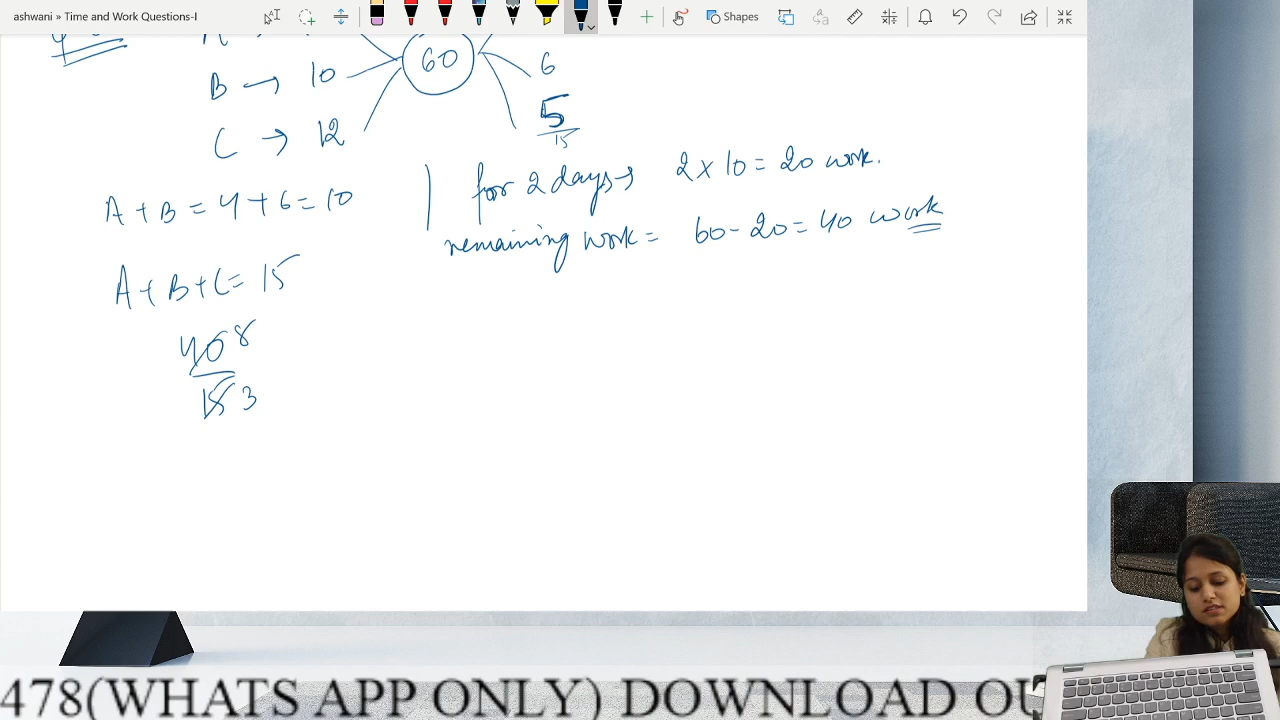 ashwani » Time and Work Questions-I
Shapes
60
6
B → 10
5
15
C → 12
for 2 days → 2 x 10 = 20 work.
A + B = 4 + 6 = 10
remaining work = 60 - 20 = 40 work
A + B + C = 15
40 8
15 3
478(WHATS APP ONLY) DOWNLOAD OU